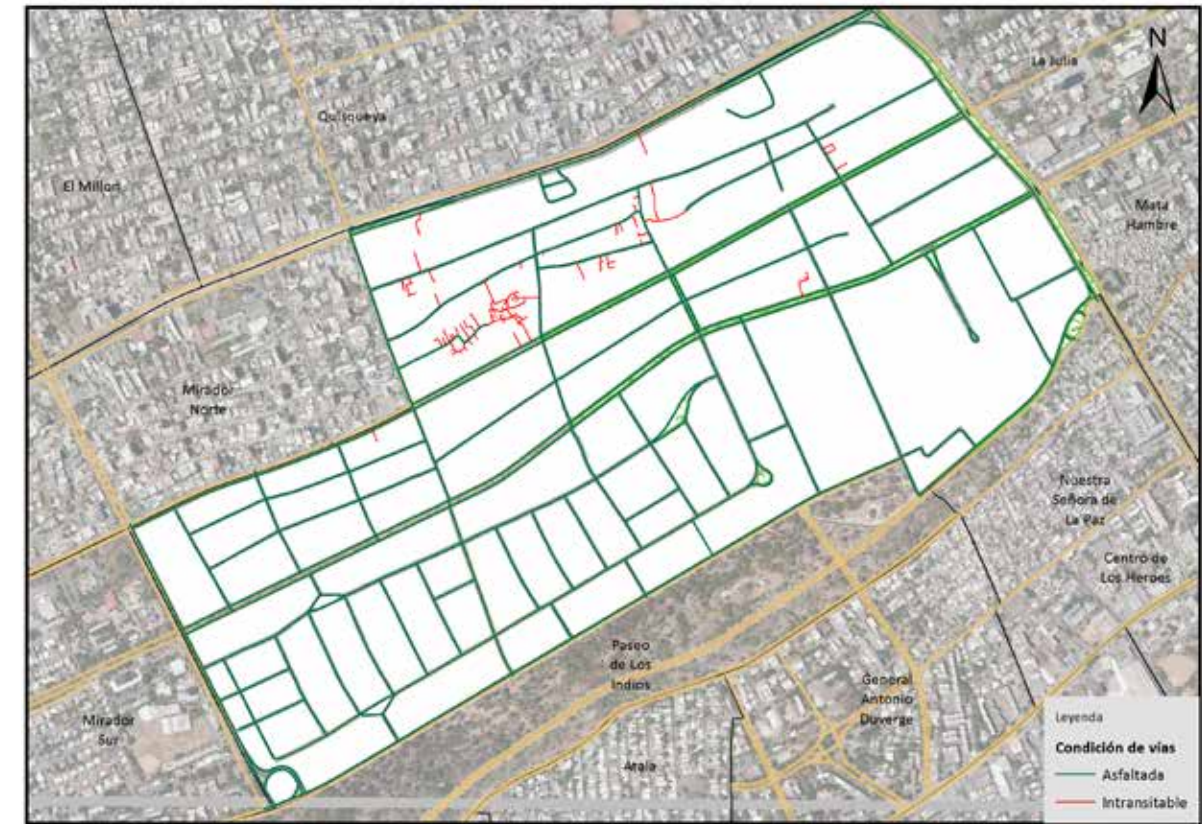 N
La Julia
Quisqueya
El Millon
Mata
Hambre
Mirador
Norte
Nuestra
Señora de
La Paz
Centro de
Los Heroes
Paseo
de Los
Indios
General
Antonio
Duverge
Mirador
Sur
Atala
Leyenda
Condición de vías
Asfaltada
Intransitable